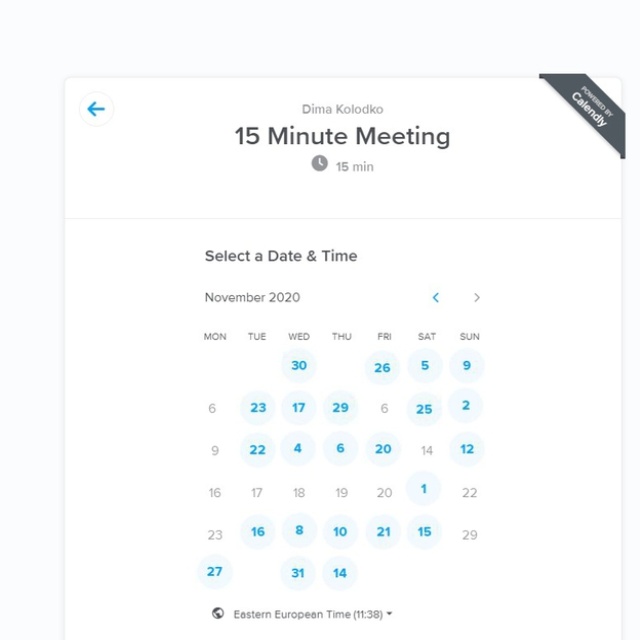 POWERED BY
Calendly
Dima Kolodko
15 Minute Meeting
15 min
Select a Date & Time
November 2020
MON TUE WED THU FRI SAT SUN
30 26 5 9
6 23 17 29 6 25 2
9 22 4 6 20 14 12
16 17 18 19 20 1 22
23 16 8 10 21 15 29
27 31 14
Eastern European Time (11:38)